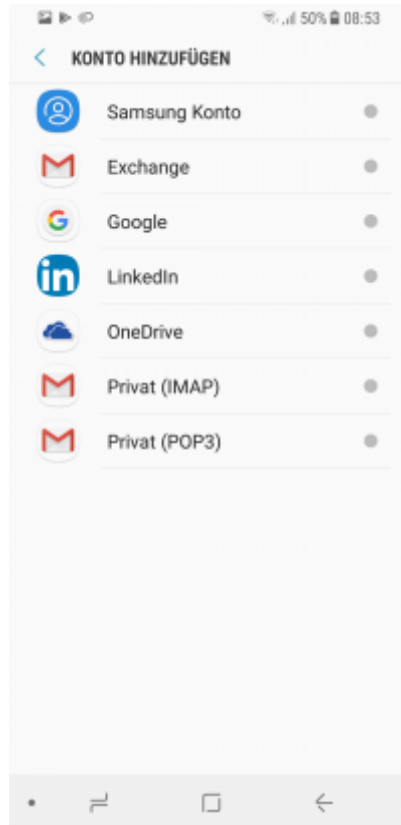 50% 08:53
KONTO HINZUFÜGEN
Samsung Konto
Exchange
Google
LinkedIn
OneDrive
Privat (IMAP)
Privat (POP3)